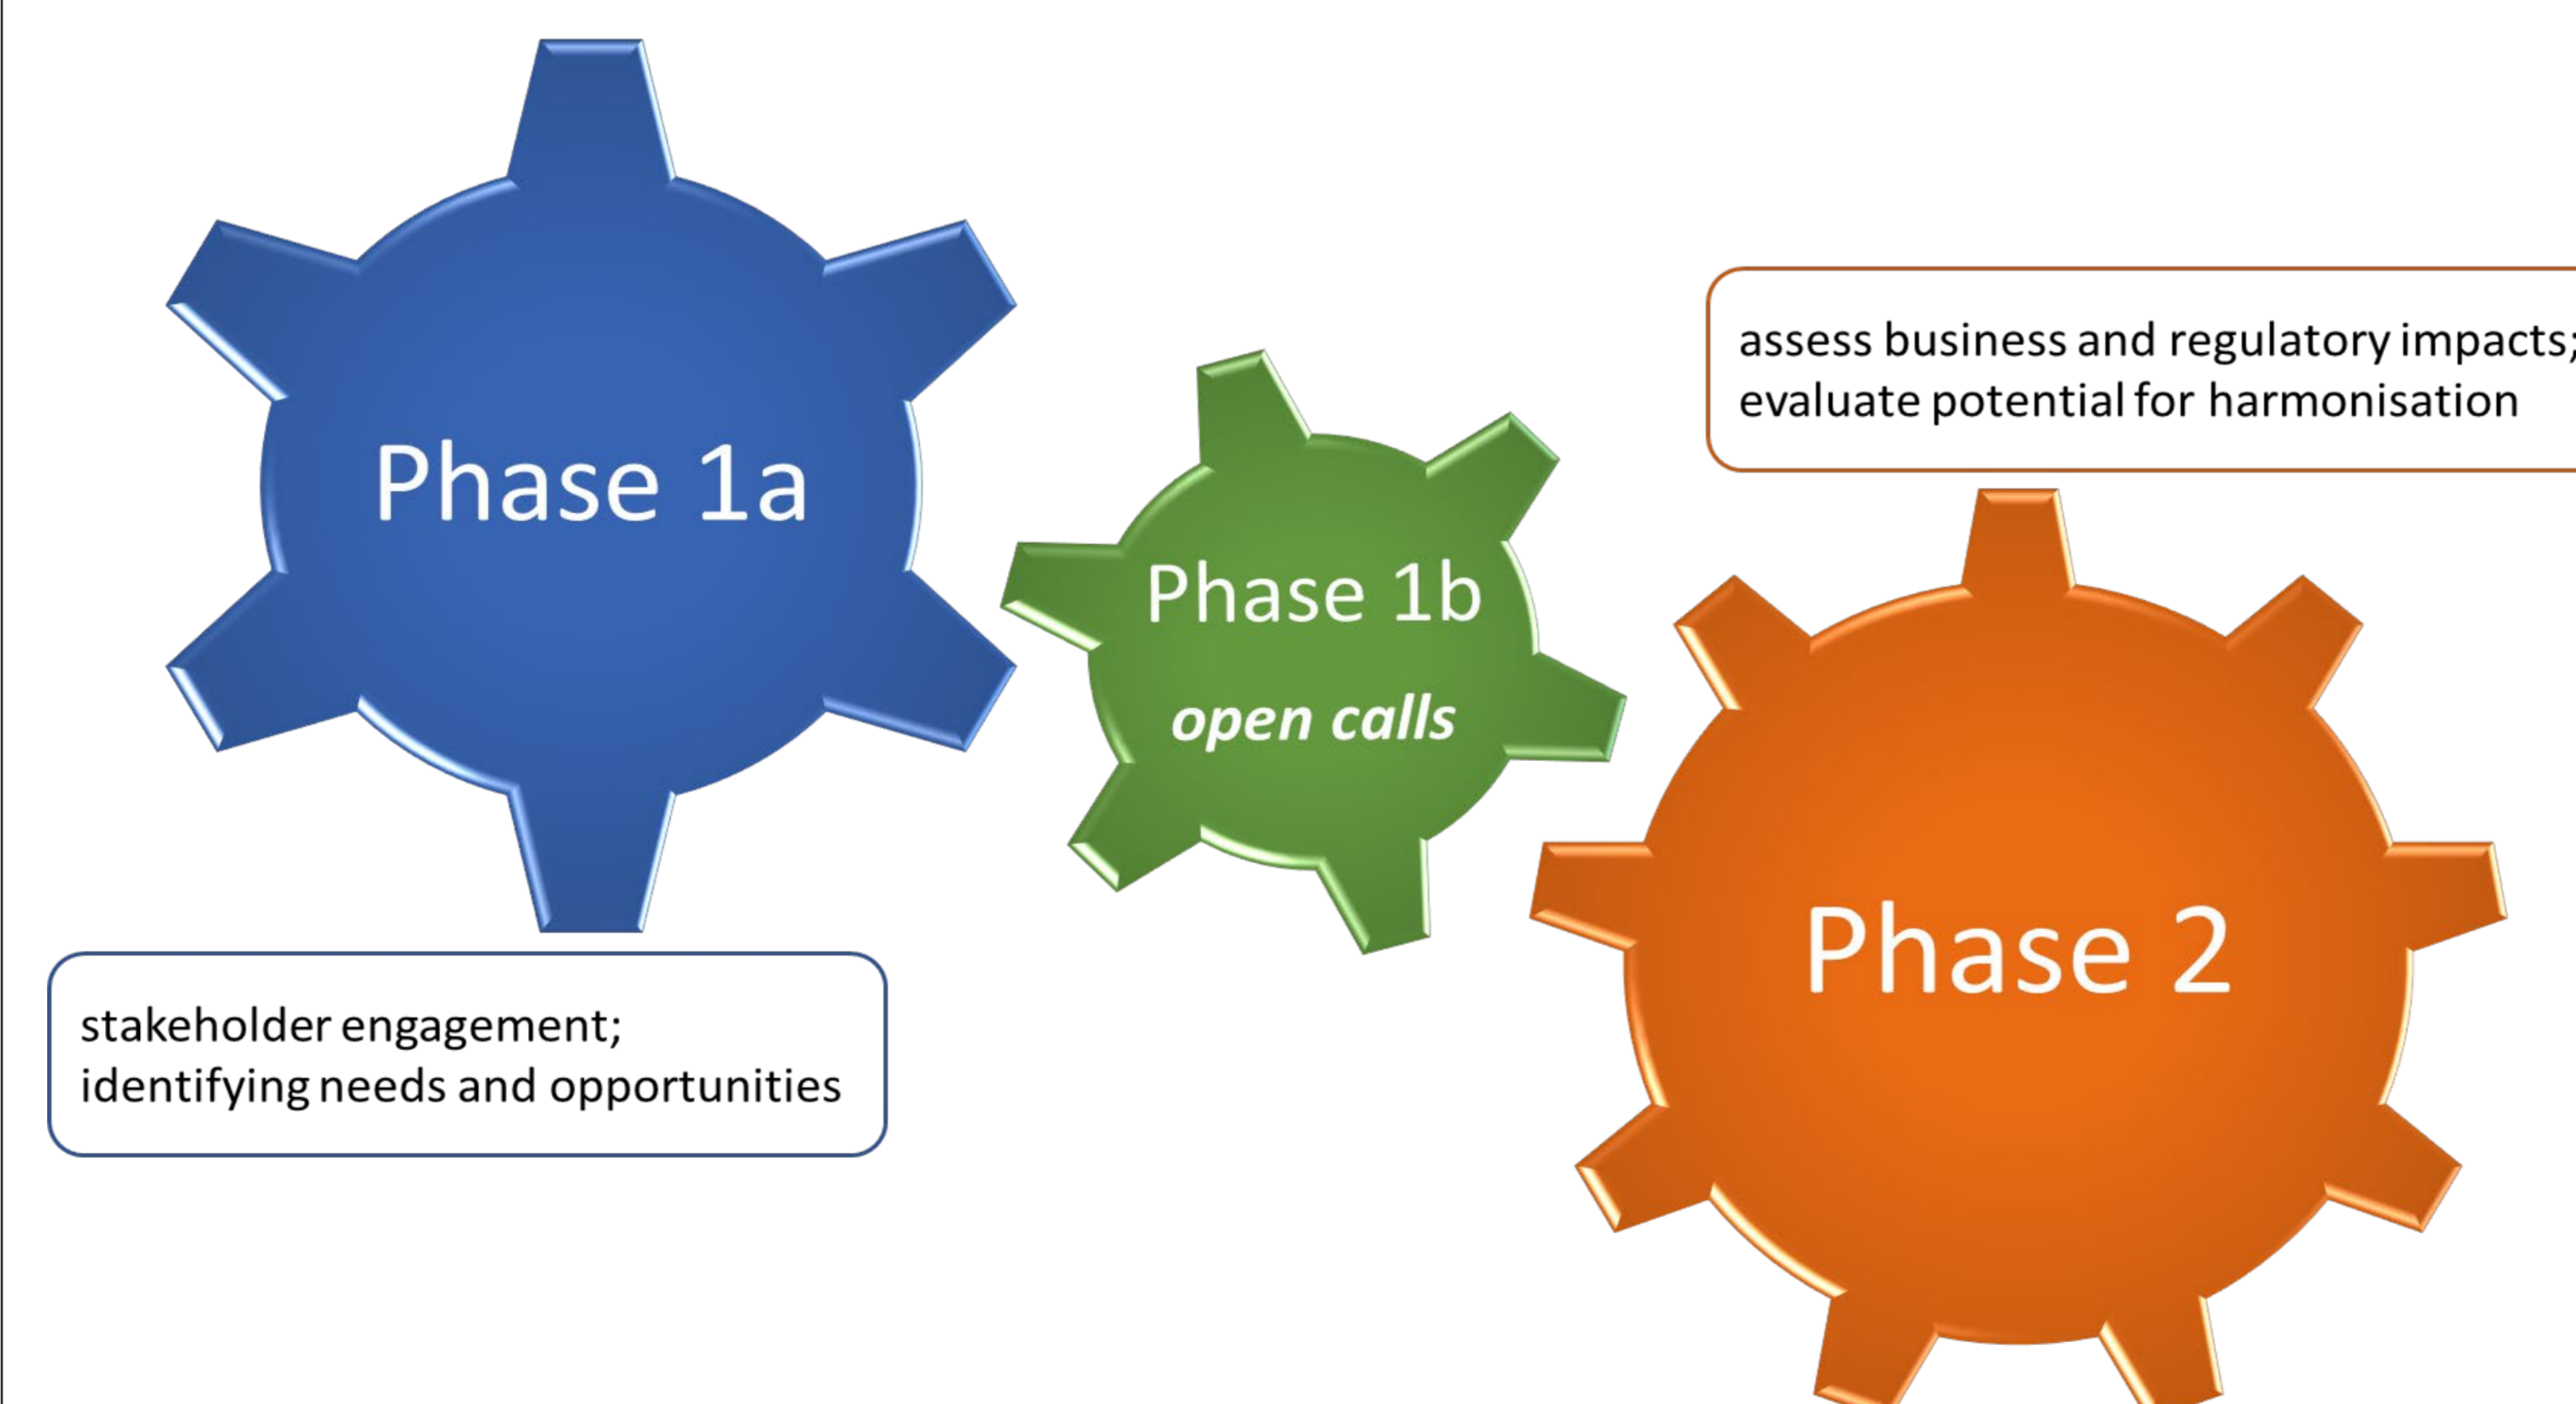 Phase 1a
stakeholder engagement;
identifying needs and opportunities
Phase 1b
open calls
assess business and regulatory impacts;
evaluate potential for harmonisation
Phase 2